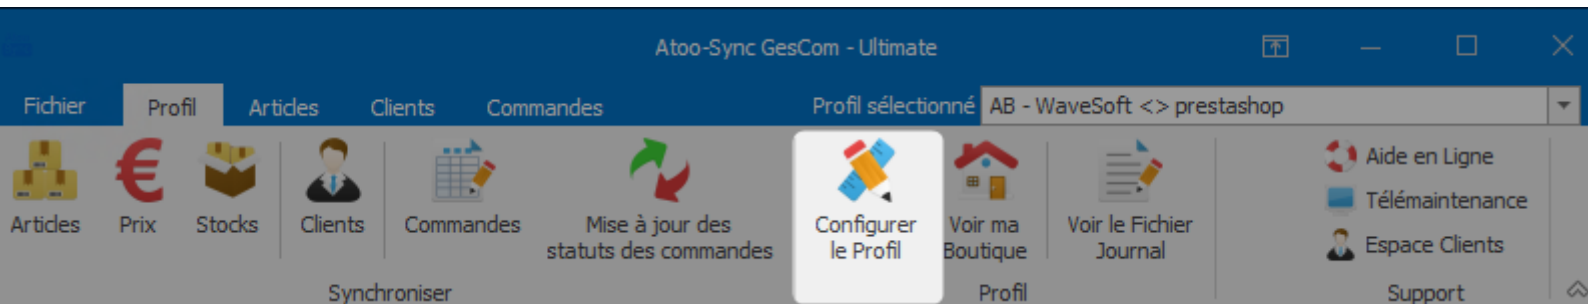 Atoo-Sync GesCom - Ultimate
Fichier Profil Articles Clients Commandes Profil sélectionné AB - WaveSoft <> prestashop
Articles Prix Stocks Clients Commandes Mise à jour des statuts des commandes Configurer le Profil Voir ma Boutique Voir le Fichier Journal
Aide en Ligne
Télémaintenance
Espace Clients
Synchroniser Profil Support